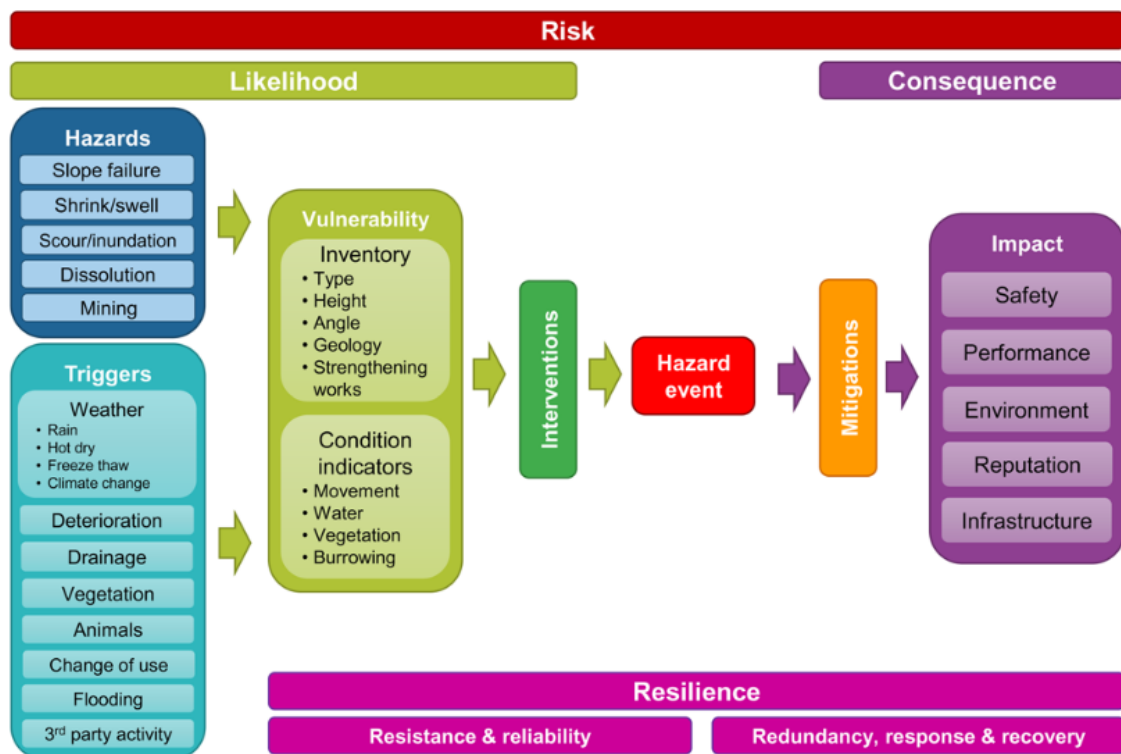 Risk
Likelihood
Consequence
Hazards
Slope failure
Shrink/swell
Scour/inundation
Dissolution
Mining
Triggers
Weather
• Rain
• Hot dry
• Freeze thaw
• Climate change
Deterioration
Drainage
Vegetation
Animals
Change of use
Flooding
3rd party activity
Vulnerability
Inventory
• Type
• Height
• Angle
• Geology
• Strengthening
works
Condition
indicators
• Movement
• Water
• Vegetation
• Burrowing
Interventions
Hazard
event
Mitigations
Impact
Safety
Performance
Environment
Reputation
Infrastructure
Resilience
Resistance & reliability
Redundancy, response & recovery